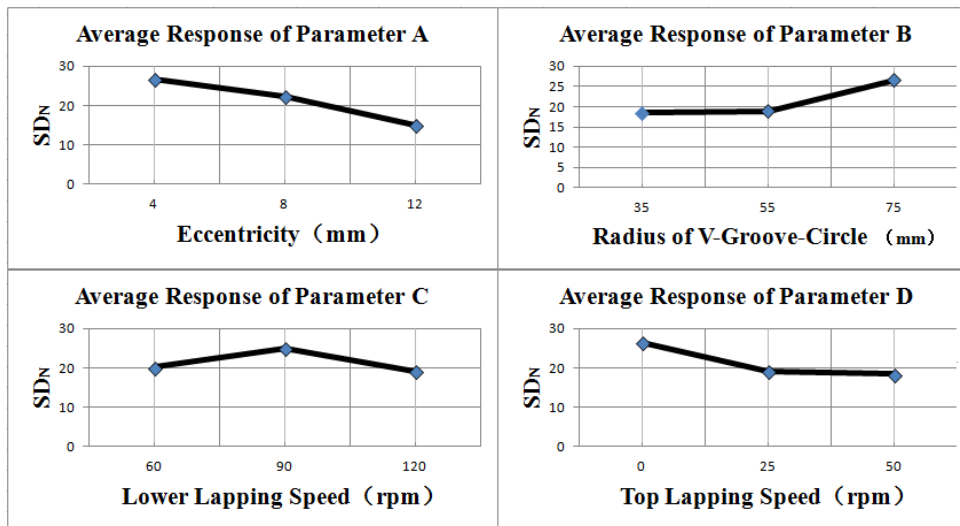 Average Response of Parameter A
30
20
10
0
SDN
4 8 12
Eccentricity（mm）
Average Response of Parameter B
30
25
20
15
10
5
0
SDN
35 55 75
Radius of V-Groove-Circle （mm）
Average Response of Parameter C
30
20
10
0
SDN
60 90 120
Lower Lapping Speed（rpm）
Average Response of Parameter D
30
20
10
0
SDN
0 25 50
Top Lapping Speed（rpm）